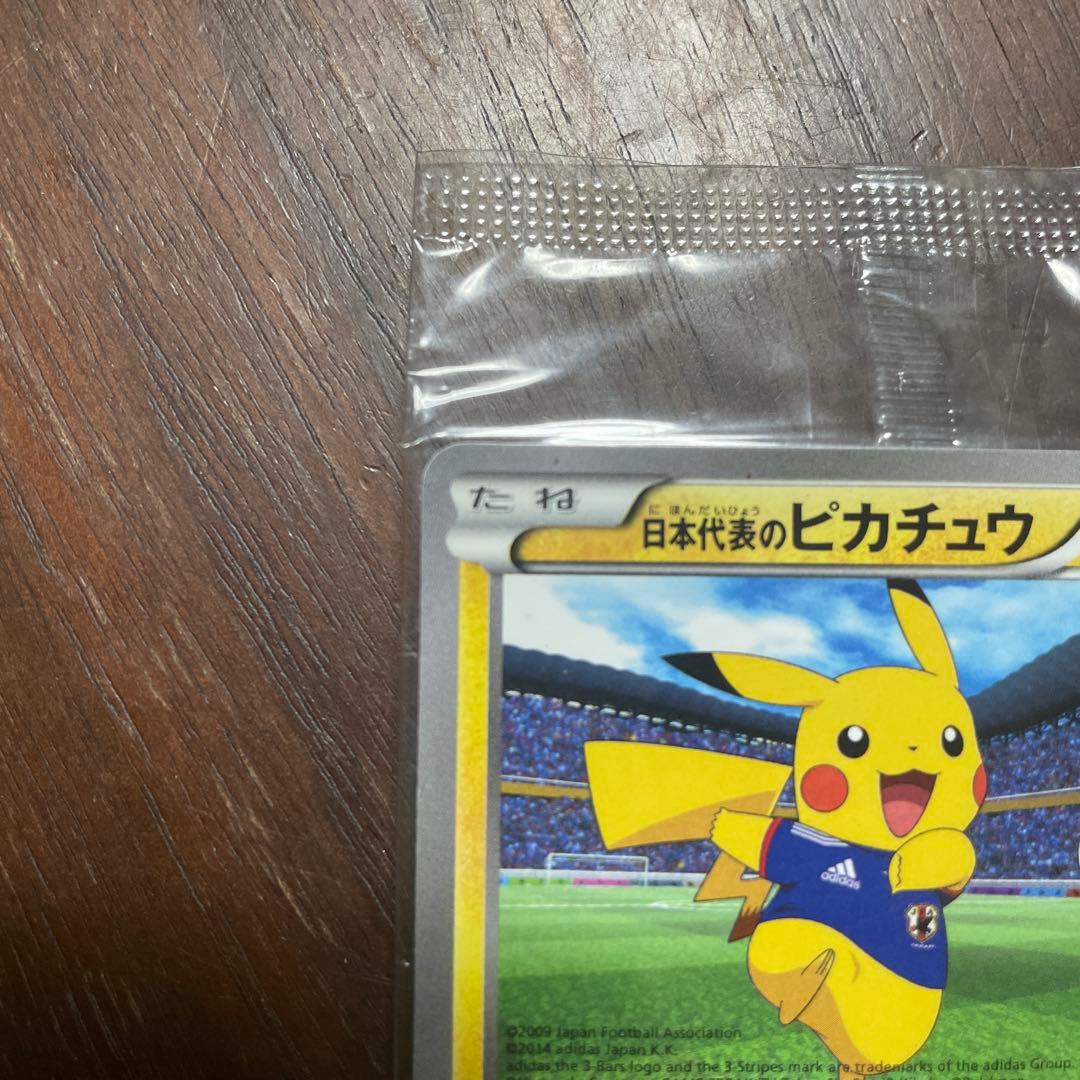 たね
にほんだいひょう
日本代表のピカチュウ
adidas
©2009 Japan Football Association
©2014 adidas Japan K.K.
adidas,the 3-Bars logo and the 3-Stripes mark are trademarks of the adidas Group